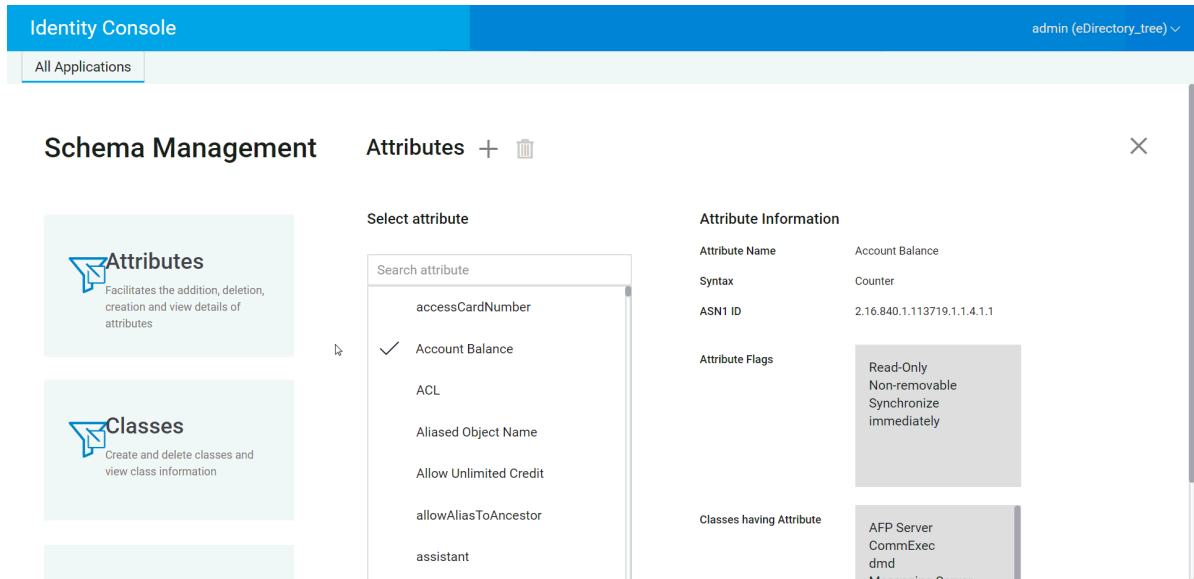 Identity Console
admin (eDirectory_tree)
All Applications
Schema Management
Attributes
Attributes
Facilitates the addition, deletion,
creation and view details of
attributes
Classes
Create and delete classes and
view class information
Select attribute
Search attribute
accessCardNumber
Account Balance
ACL
Aliased Object Name
Allow Unlimited Credit
allowAliasToAncestor
assistant
Attribute Information
Attribute Name Account Balance
Syntax Counter
ASN1 ID 2.16.840.1.113719.1.1.4.1.1
Attribute Flags
Read-Only
Non-removable
Synchronize
immediately
Classes having Attribute
AFP Server
CommExec
dmd